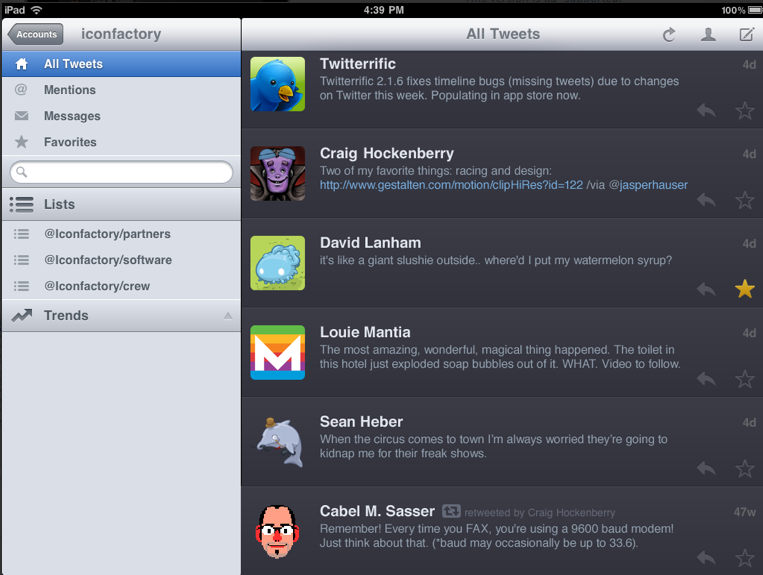 iPad
4:39 PM
100%
Accounts
iconfactory
All Tweets
All Tweets
@ Mentions
Messages
Favorites
Lists
@Iconfactory/partners
@Iconfactory/software
@Iconfactory/crew
Trends
Twitterrific
4d
Twitterrific 2.1.6 fixes timeline bugs (missing tweets) due to changes
on Twitter this week. Populating in app store now.
Craig Hockenberry
4d
Two of my favorite things: racing and design:
http://www.gestalten.com/motion/clipHiRes?id=122 /via @jasperhauser
David Lanham
4d
it's like a giant slushie outside.. where'd I put my watermelon syrup?
Louie Mantia
4d
The most amazing, wonderful, magical thing happened. The toilet in
this hotel just exploded soap bubbles out of it. WHAT. Video to follow.
M
Sean Heber
4d
When the circus comes to town I'm always worried they're going to
kidnap me for their freak shows.
Cabel M. Sasser
retweeted by Craig Hockenberry
47w
Remember! Every time you FAX, you're using a 9600 baud modem!
Just think about that. (*baud may occasionally be up to 33.6).